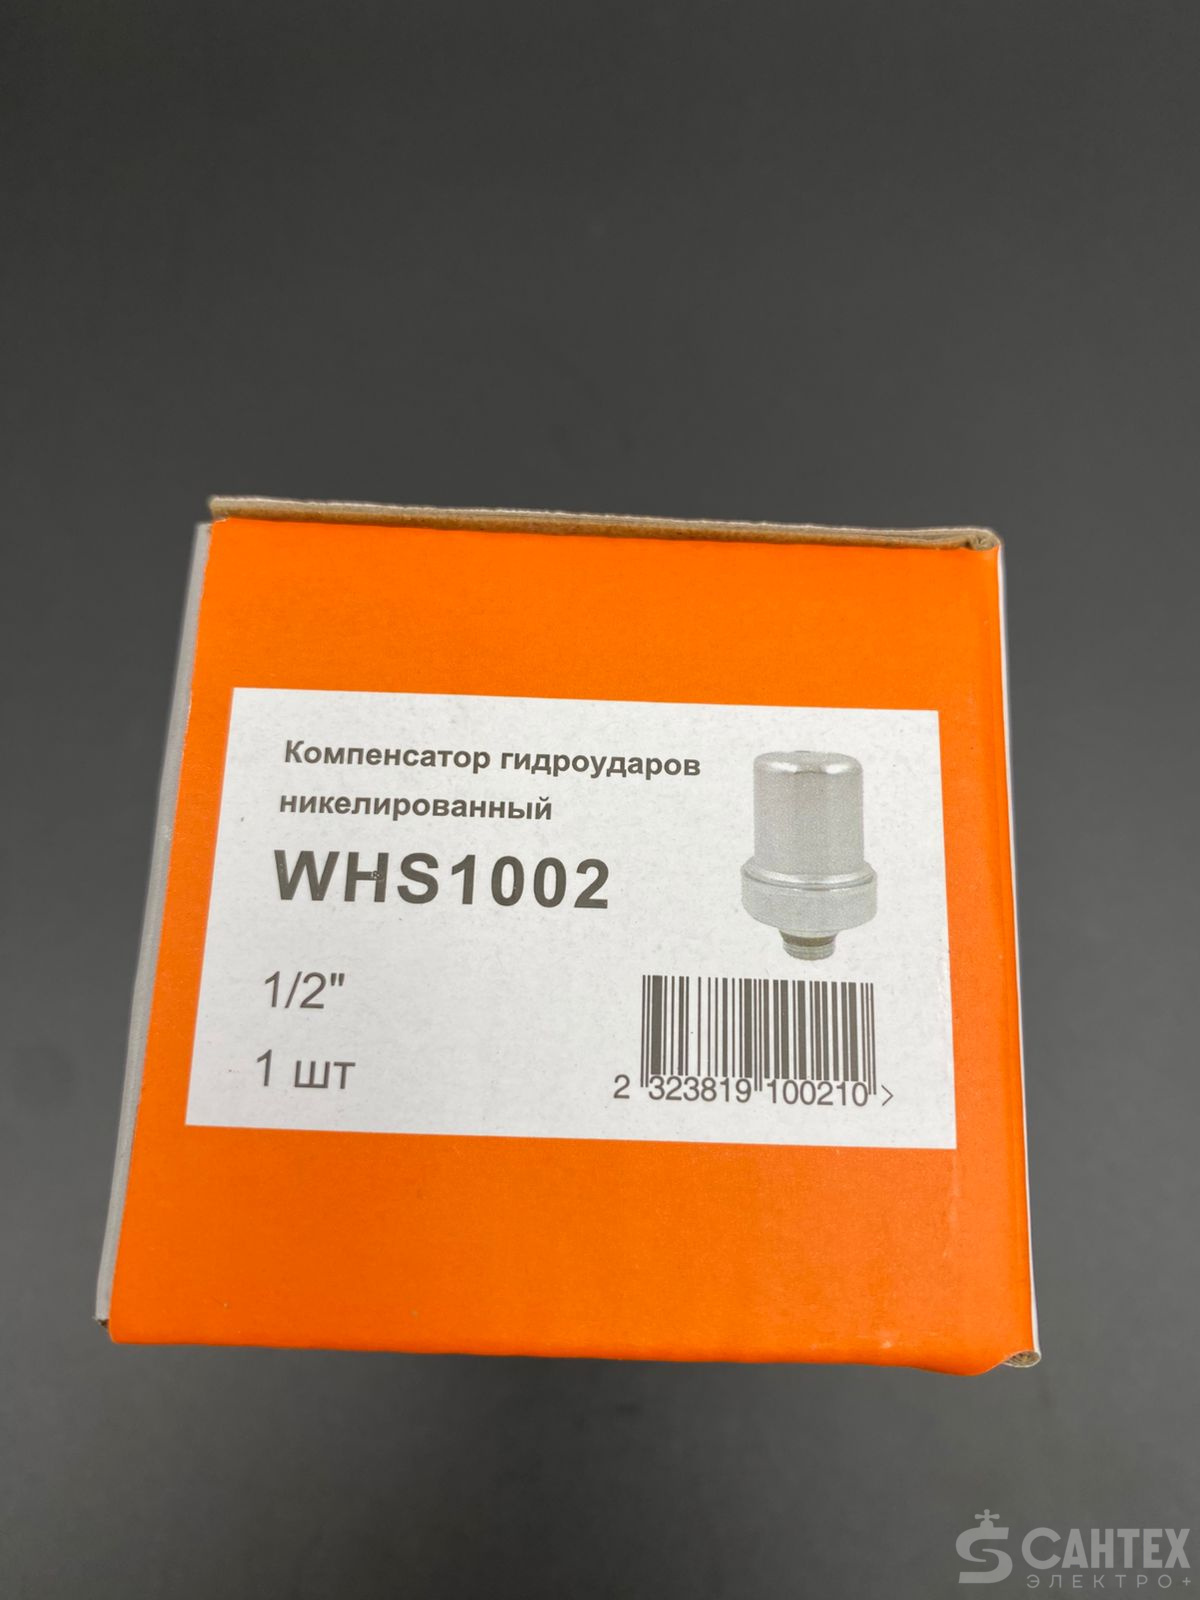 Компенсатор гидроударов
никелированный
WHS1002
1/2"
1 шт
2 323819 100210 >
САНТЕХ
ЭЛЕКТРО+